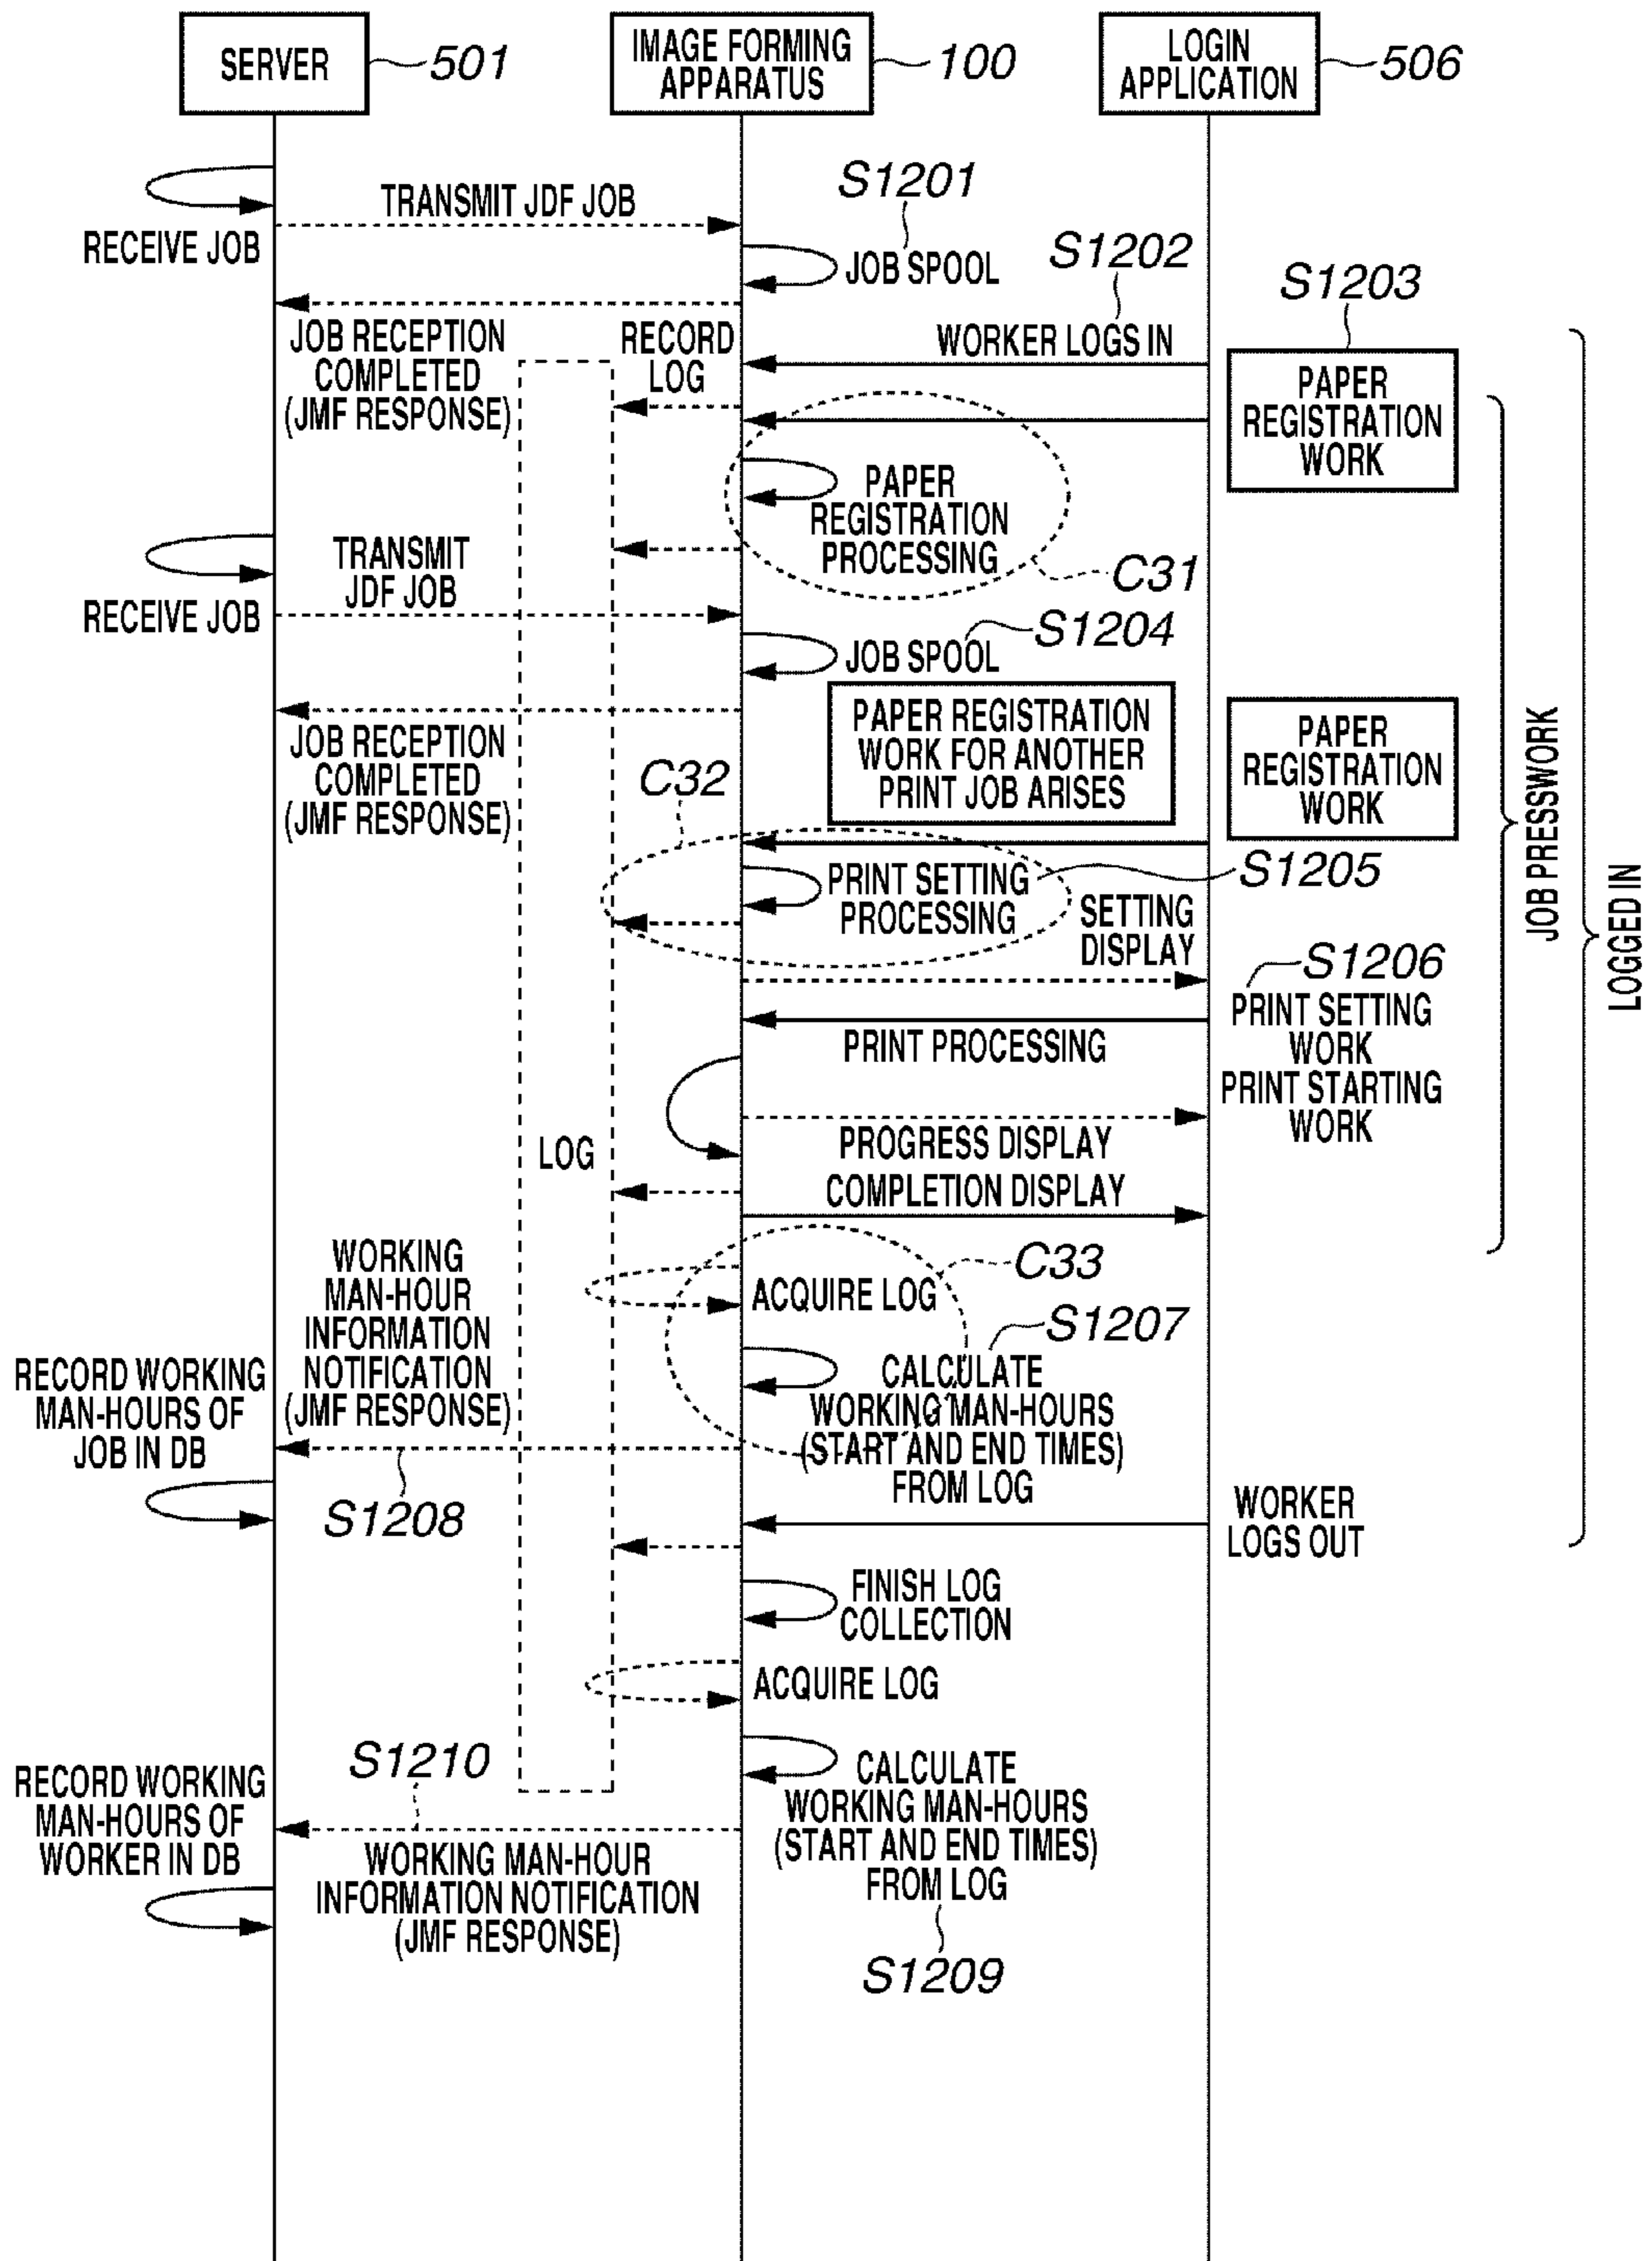 SERVER
501
IMAGE FORMING
APPARATUS
100
LOGIN
APPLICATION
506
TRANSMIT JDF JOB
RECEIVE JOB
S1201
JOB SPOOL
S1202
WORKER LOGS IN
S1203
JOB RECEPTION
COMPLETED
(JMF RESPONSE)
RECORD
LOG
PAPER
REGISTRATION
WORK
PAPER
REGISTRATION
PROCESSING
C31
TRANSMIT
JDF JOB
RECEIVE JOB
S1204
JOB SPOOL
JOB RECEPTION
COMPLETED
(JMF RESPONSE)
PAPER REGISTRATION
WORK FOR ANOTHER
PRINT JOB ARISES
PAPER
REGISTRATION
WORK
C32
PRINT SETTING
PROCESSING
S1205
SETTING
DISPLAY
S1206
PRINT SETTING
WORK
PRINT STARTING
WORK
JOB PRESSWORK
LOGGED IN
PRINT PROCESSING
LOG
PROGRESS DISPLAY
COMPLETION DISPLAY
C33
ACQUIRE LOG
S1207
CALCULATE
WORKING MAN-HOURS
(START AND END TIMES)
FROM LOG
WORKING
MAN-HOUR
INFORMATION
NOTIFICATION
(JMF RESPONSE)
RECORD WORKING
MAN-HOURS OF
JOB IN DB
S1208
WORKER
LOGS OUT
FINISH LOG
COLLECTION
ACQUIRE LOG
CALCULATE
WORKING MAN-HOURS
(START AND END TIMES)
FROM LOG
S1209
S1210
RECORD WORKING
MAN-HOURS OF
WORKER IN DB
WORKING MAN-HOUR
INFORMATION NOTIFICATION
(JMF RESPONSE)